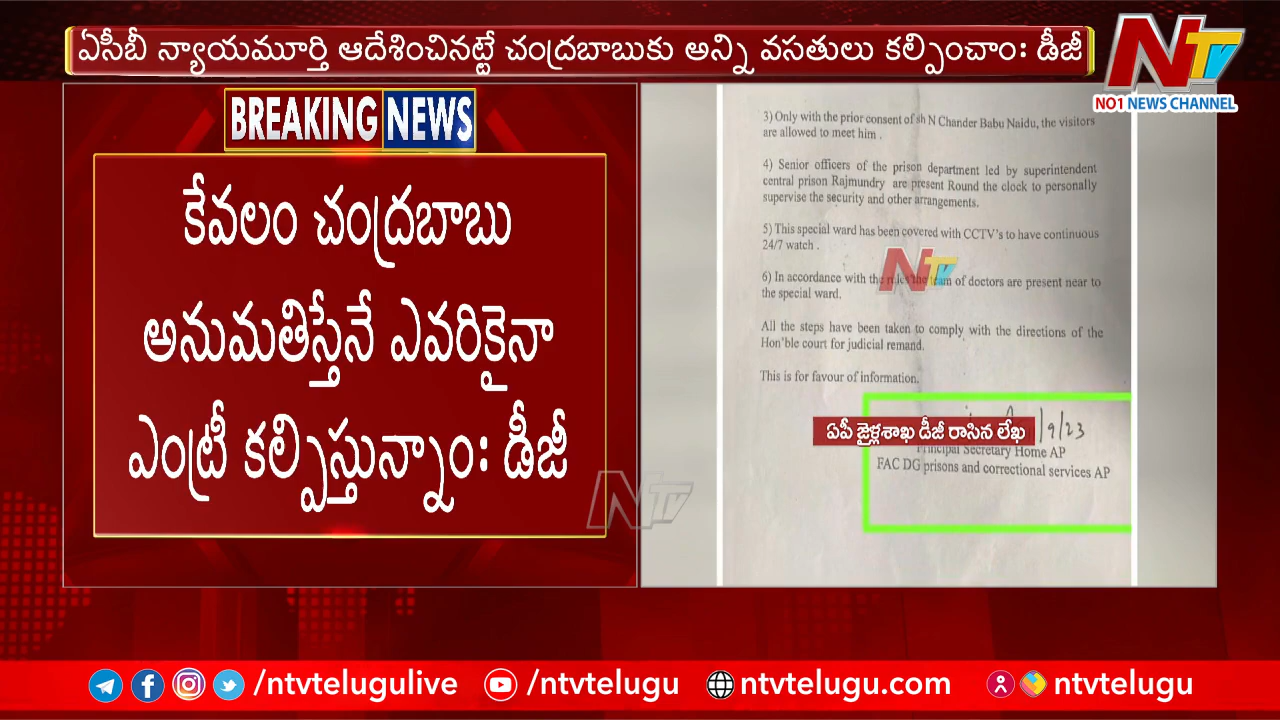 ఏసీబీ న్యాయమూర్తి ఆదేశించినట్టే చంద్రబాబుకు అన్ని వసతులు కల్పించాం: డీజీ
NTV
NO1 NEWS CHANNEL
BREAKING NEWS
కేవలం చంద్రబాబు
అనుమతిస్తేనే ఎవరికైనా
ఎంట్రీ కల్పిస్తున్నాం: డీజీ
3) Only with the prior consent of sh N Chander Babu Naidu, the visitors
are allowed to meet him .
4) Senior officers of the prison department led by superintendent
central prison Rajmundry are present Round the clock to personally
supervise the security and other arrangements.
5) This special ward has been covered with CCTV's to have continuous
24/7 watch .
NTV
6) In accordance with the rules the team of doctors are present near to
the special ward.
All the steps have been taken to comply with the directions of the
Hon'ble court for judicial remand.
This is for favour of information.
ఏపీ జైళ్లశాఖ డీజీ రాసిన లేఖ
/9/23
Principal Secretary Home AP
FAC DG prisons and correctional services AP
NTV
/ntvtelugulive
/ntvtelugu
ntvtelugu.com
ntvtelugu